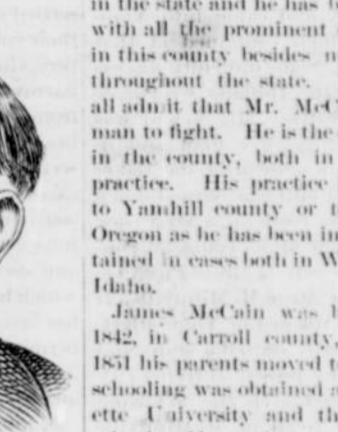 in the state and he has
with all the prominent
in this county besides
throughout the state.
all admit that Mr. McC
man to fight. He is the
in the county, both in
practice. His practice
to Yamhill county or
Oregon as he has been in
tained in cases both in W
Idaho.
James McCain was
1842, in Carroll county,
1851 his parents moved
schooling was obtained
ette University and th